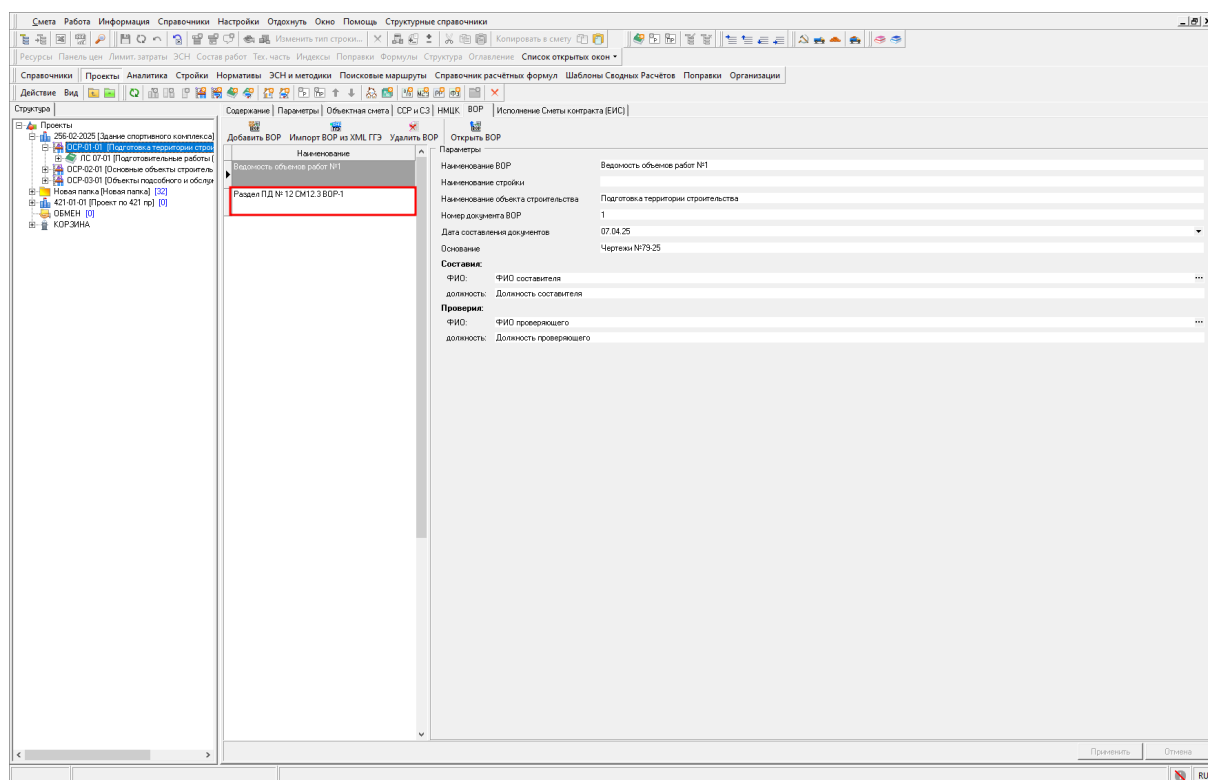 Смета Работа Информация Справочники Настройки Отдохнуть Окно Помощь Структурные справочники
Изменить тип строки... Копировать в смету
Ресурсы Панель цен Лимит. затраты ЭСН Состав работ Тех. часть Индексы Поправки Формулы Структура Оглавление Список открытых окон
Справочники Проекты Аналитика Стройки Нормативы ЭСН и методики Поисковые маршруты Справочник расчётных формул Шаблоны Сводных Расчётов Поправки Организации
Действие Вид
Структура
Содержание Параметры Объектная смета ССР и СЗ НМЦК ВОР Исполнение Сметы контракта (ЕИС)
Проекты
256-02-2025 [Здание спортивного комплекса]
ОСР-01-01 [Подготовка территории строи
ЛС 07-01 [Подготовительные работы (
ОСР-02-01 [Основные объекты строитель
ОСР-03-01 [Объекты подсобного и обслуж
Новая папка [Новая папка] [32]
421-01-01 [Проект по 421 пр] [0]
ОБМЕН [0]
КОРЗИНА
Добавить ВОР Импорт ВОР из XML ГГЭ Удалить ВОР Открыть ВОР
Наименование
Ведомость объемов работ №1
Раздел ПД № 12 СМ12.3 ВОР-1
Параметры
Наименование ВОР Ведомость объемов работ №1
Наименование стройки
Наименование объекта строительства Подготовка территории строительства
Номер документа ВОР 1
Дата составления документов 07.04.25
Основание Чертежи №79-25
Составил:
ФИО: ФИО составителя
должность: Должность составителя
Проверил:
ФИО: ФИО проверяющего
должность: Должность проверяющего
Применить Отмена
RU